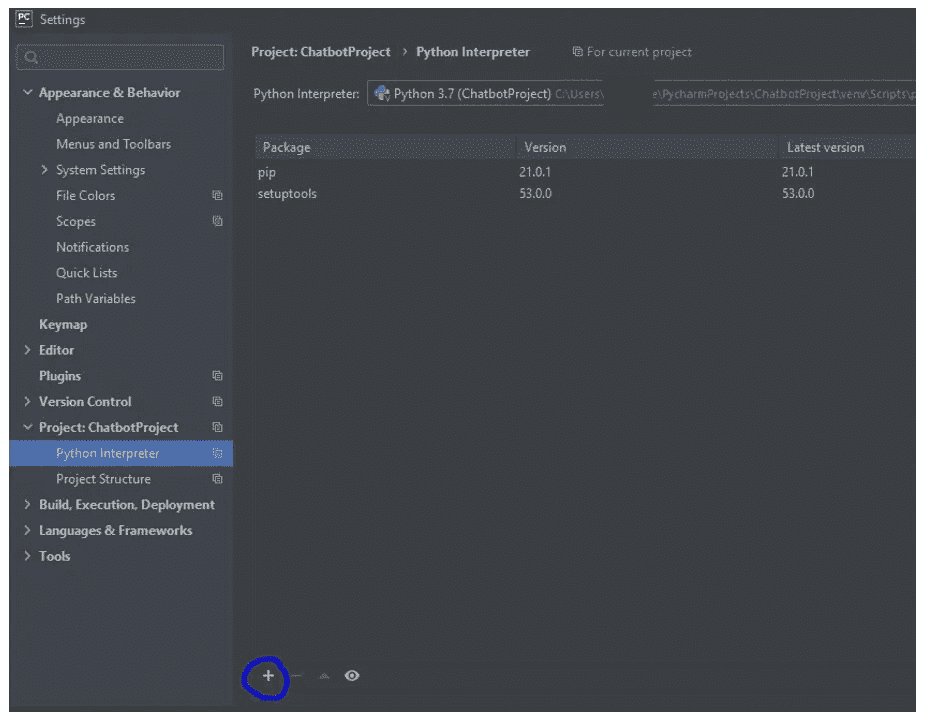 PC Settings
Project: ChatbotProject › Python Interpreter For current project
Python Interpreter: Python 3.7 (ChatbotProject) C:\Users\ e\PycharmProjects\ChatbotProject\venv\Scripts\p
Package Version Latest version
pip 21.0.1 21.0.1
setuptools 53.0.0 53.0.0
Appearance & Behavior
Appearance
Menus and Toolbars
System Settings
File Colors
Scopes
Notifications
Quick Lists
Path Variables
Keymap
Editor
Plugins
Version Control
Project: ChatbotProject
Python Interpreter
Project Structure
Build, Execution, Deployment
Languages & Frameworks
Tools